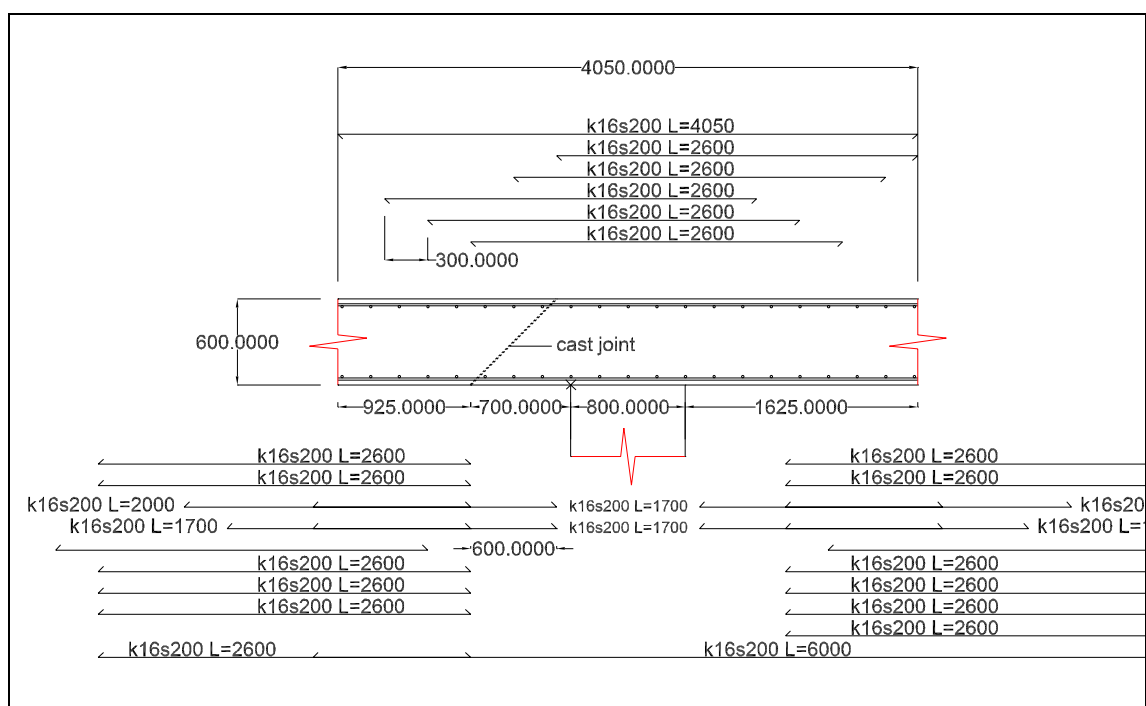 4050.0000
k16s200 L=4050
k16s200 L=2600
k16s200 L=2600
k16s200 L=2600
k16s200 L=2600
k16s200 L=2600
300.0000
600.0000
cast joint
925.0000 700.0000 800.0000 1625.0000
k16s200 L=2600 k16s200 L=2600
k16s200 L=2600 k16s200 L=2600
k16s200 L=2000 k16s200 L=1700 k16s20
k16s200 L=1700 k16s200 L=1700 k16s200 L=
600.0000
k16s200 L=2600 k16s200 L=2600
k16s200 L=2600 k16s200 L=2600
k16s200 L=2600 k16s200 L=2600
k16s200 L=2600
k16s200 L=2600 k16s200 L=6000